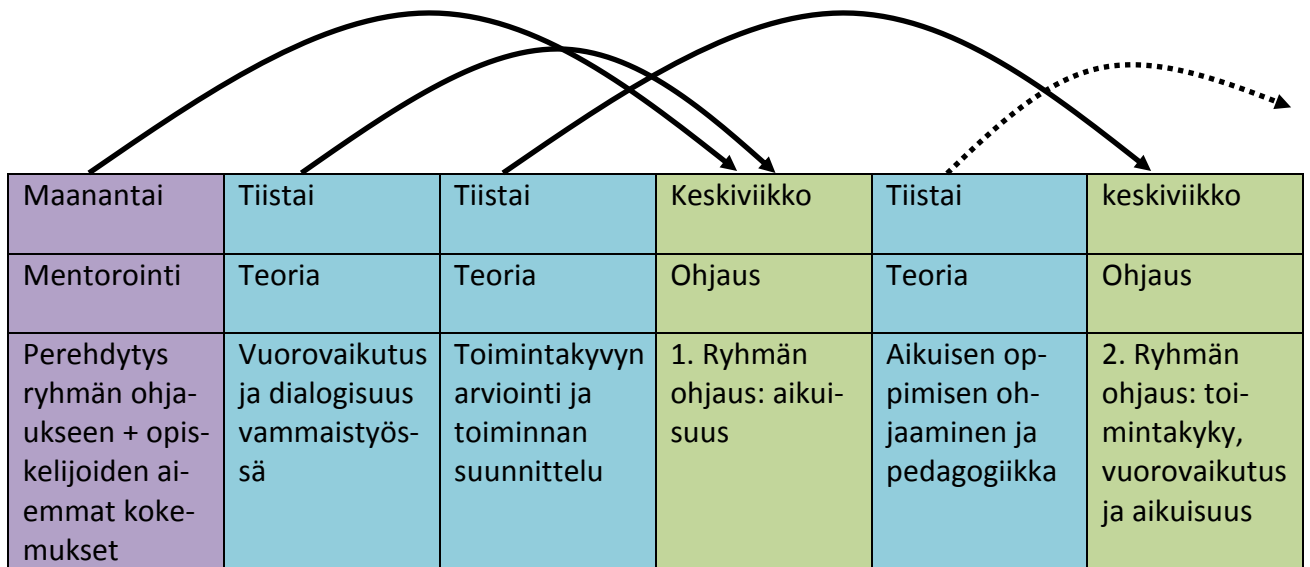 Maanantai
Tiistai
Tiistai
Keskiviikko
Tiistai
keskiviikko
Mentorointi
Teoria
Teoria
Ohjaus
Teoria
Ohjaus
Perehdytys
ryhmän ohja-
ukseen + opis-
kelijoiden ai-
emmat koke-
mukset
Vuorovaikutus
ja dialogisuus
vammaistyös-
sä
Toimintakyvyn
arviointi ja
toiminnan
suunnittelu
1. Ryhmän
ohjaus: aikui-
suus
Aikuisen op-
pimisen oh-
jaaminen ja
pedagogiikka
2. Ryhmän
ohjaus: toi-
mintakyky,
vuorovaikutus
ja aikuisuus